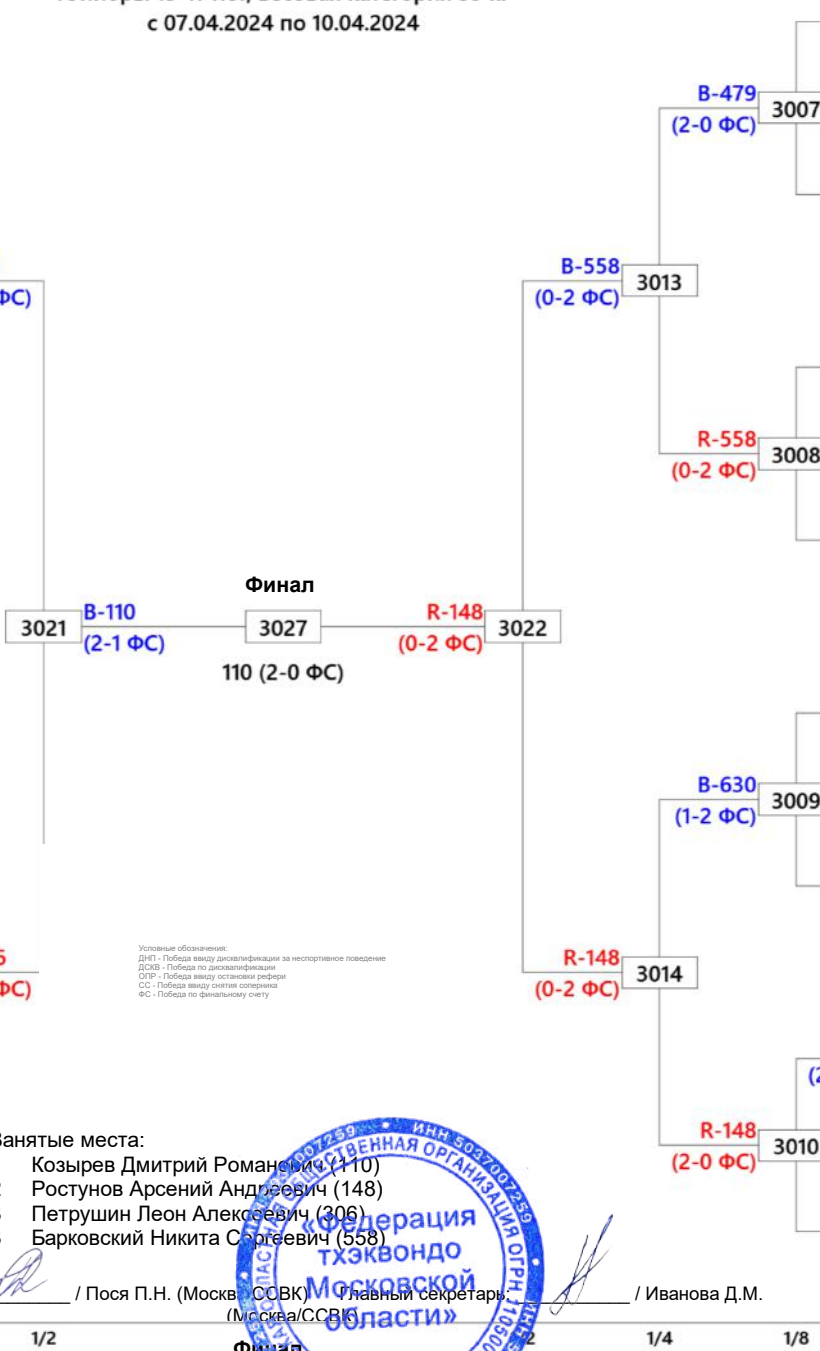 с 07.04.2024 по 10.04.2024
B-479
(2-0 ФС)
3007
B-558
(0-2 ФС)
3013
R-558
(0-2 ФС)
3008
ФС)
Финал
3021
B-110
(2-1 ФС)
3027
110 (2-0 ФС)
R-148
(0-2 ФС)
3022
B-630
(1-2 ФС)
3009
R-148
(0-2 ФС)
3014
ФС)
Условные обозначения:
ДНП - Победа ввиду дисквалификации за неспортивное поведение
ДСКВ - Победа по дисквалификации
ОПР - Победа ввиду остановки рефери
СС - Победа ввиду снятия соперника
ФС - Победа по финальному счету
R-148
(2-0 ФС)
3010
Занятые места:
Козырев Дмитрий Романович (110)
Ростунов Арсений Андреевич (148)
Петрушин Леон Алексеевич (306)
Барковский Никита Сергеевич (558)
ИНН 5037007259
«Федерация
тхэквондо
Московской
области»
/ Пося П.Н. (Москва/ССВК) Главный секретарь: / Иванова Д.М.
(Москва/ССВК)
1/2
Финал
1/4
1/8